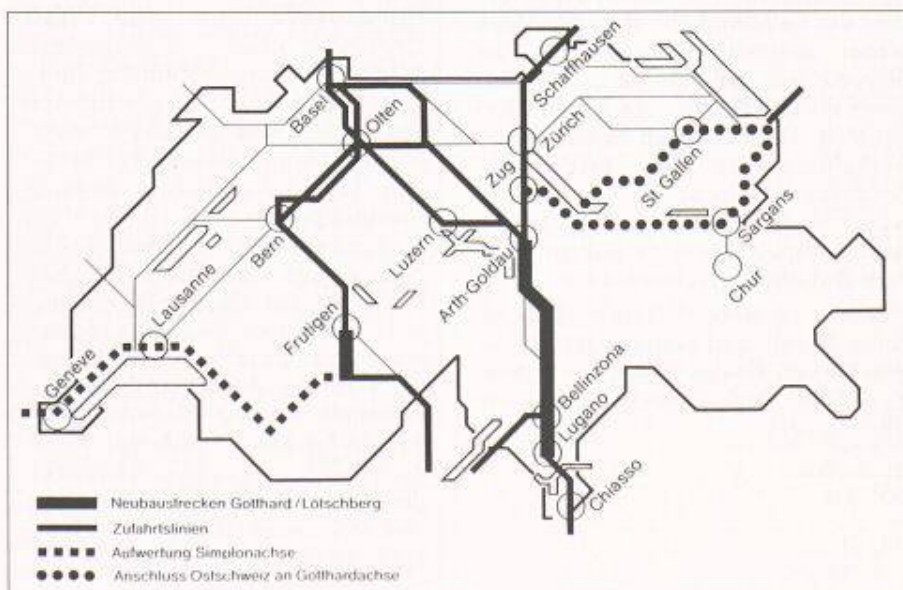 Schaffhausen
Basel
Olten
Zürich
Zug
St. Gallen
Sargans
Chur
Bern
Luzern
Arth Goldau
Lausanne
Frutigen
Genève
Bellinzona
Lugano
Chiasso
Neubaustrecken Gotthard / Lötschberg
Zufahrtslinien
Aufwertung Simplonachse
Anschluss Ostschweiz an Gotthardachse